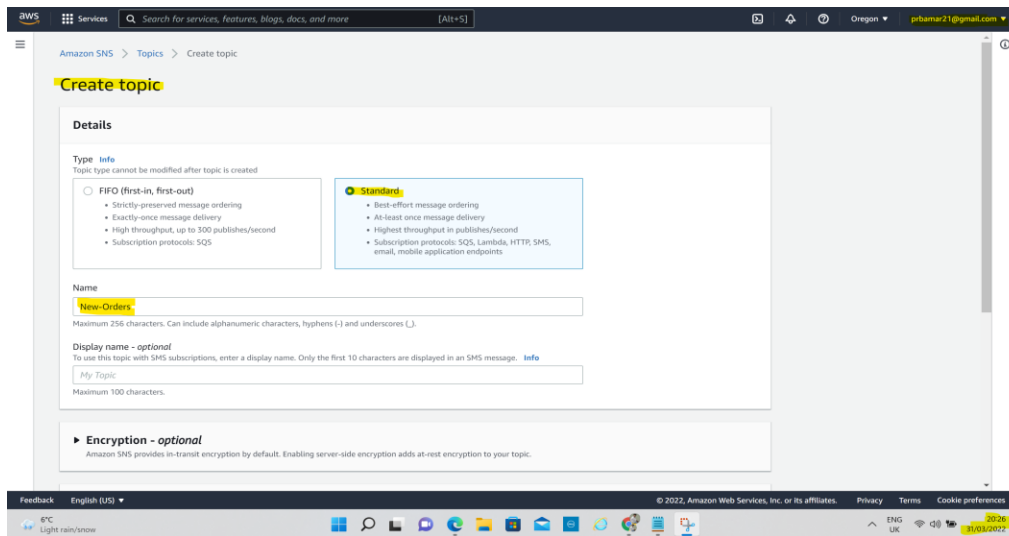 aws Services Search for services, features, blogs, docs, and more [Alt+S] Oregon prbamar21@gmail.com
Amazon SNS > Topics > Create topic
Create topic
Details
Type Info
Topic type cannot be modified after topic is created
FIFO (first-in, first-out)
• Strictly-preserved message ordering
• Exactly-once message delivery
• High throughput, up to 300 publishes/second
• Subscription protocols: SQS
Standard
• Best-effort message ordering
• At-least once message delivery
• Highest throughput in publishes/second
• Subscription protocols: SQS, Lambda, HTTP, SMS,
email, mobile application endpoints
Name
New-Orders
Maximum 256 characters. Can include alphanumeric characters, hyphens (-) and underscores (_).
Display name - optional
To use this topic with SMS subscriptions, enter a display name. Only the first 10 characters are displayed in an SMS message. Info
My Topic
Maximum 100 characters.
Encryption - optional
Amazon SNS provides in-transit encryption by default. Enabling server-side encryption adds at-rest encryption to your topic.
Feedback English (US) © 2022, Amazon Web Services, Inc. or its affiliates. Privacy Terms Cookie preferences
6°C
Light rain/snow
ENG
UK
20:26
31/03/2022